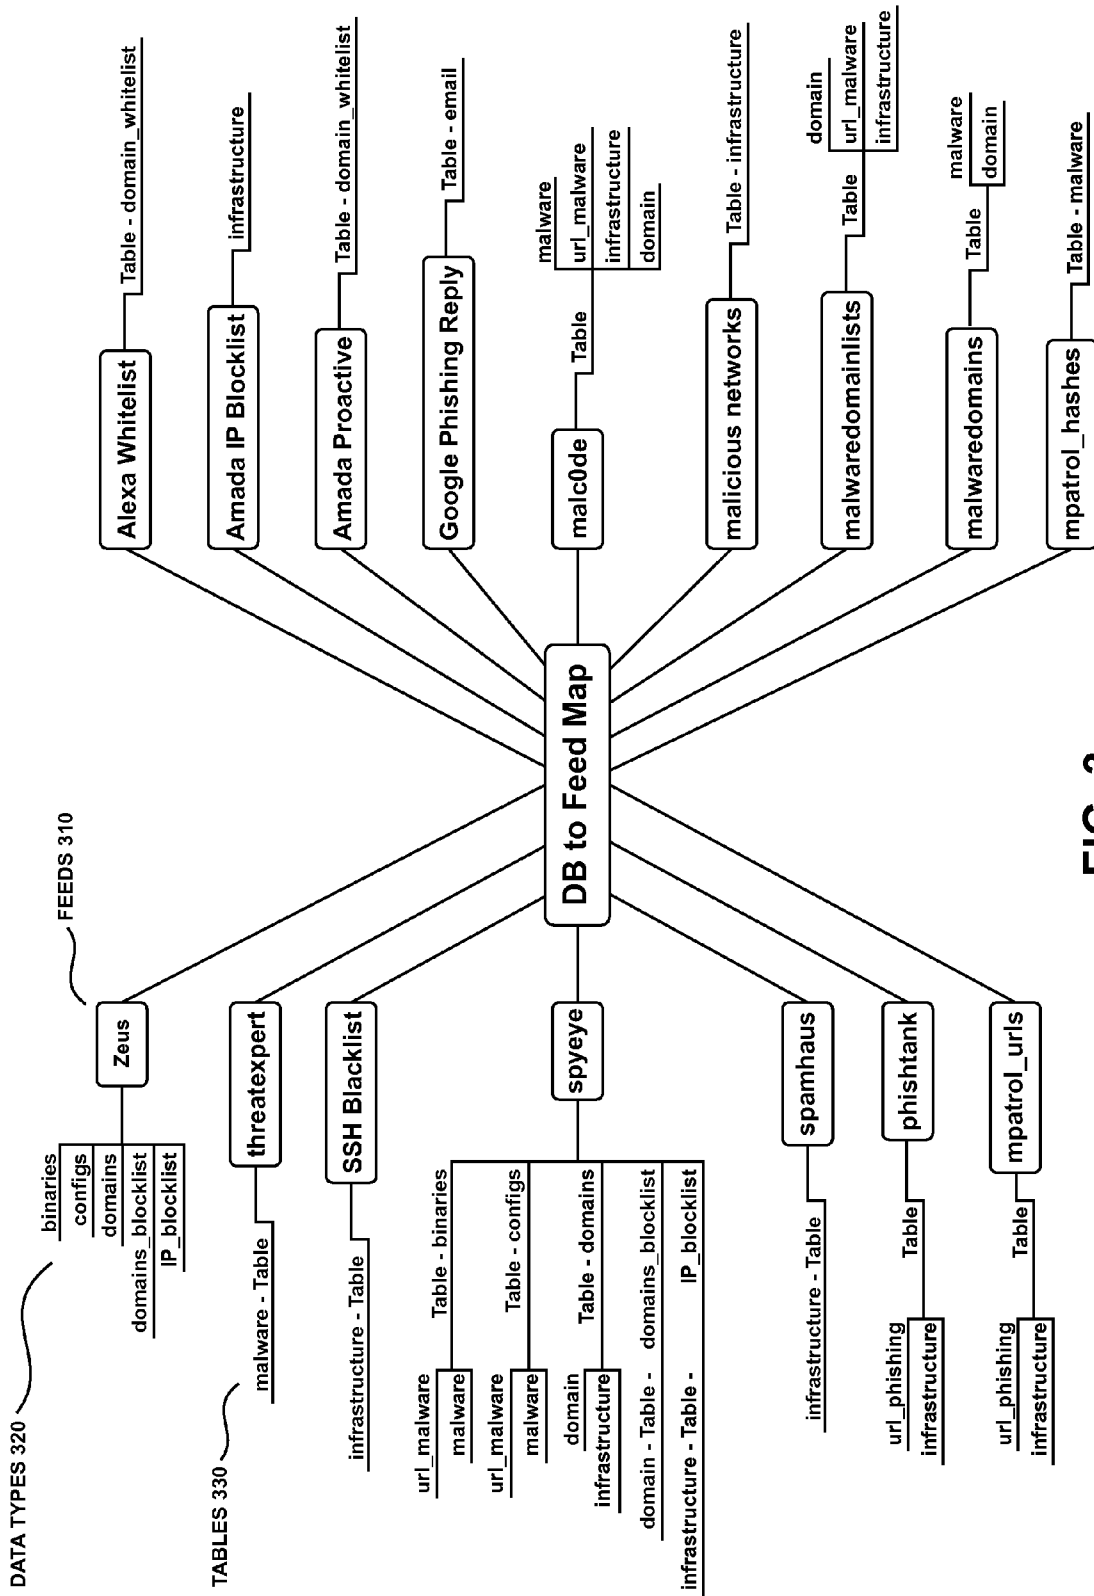 DATA TYPES 320
FEEDS 310
binaries
configs
domains
domains_blocklist
IP_blocklist
Zeus
TABLES 330
malware - Table
threatexpert
infrastructure - Table
SSH Blacklist
url_malware
malware
Table - binaries
url_malware
malware
Table - configs
domain
infrastructure
Table - domains
domain - Table - domains_blocklist
infrastructure - Table - IP_blocklist
spyeye
infrastructure - Table
spamhaus
url_phishing
infrastructure
Table
phishtank
url_phishing
infrastructure
Table
mpatrol_urls
DB to Feed Map
Alexa Whitelist
Table - domain_whitelist
Amada IP Blocklist
infrastructure
Amada Proactive
Table - domain_whitelist
Google Phishing Reply
Table - email
malc0de
Table
malware
url_malware
infrastructure
domain
malicious networks
Table - infrastructure
malwaredomainlists
Table
domain
url_malware
infrastructure
malwaredomains
Table
malware
domain
mpatrol_hashes
Table - malware
FIG